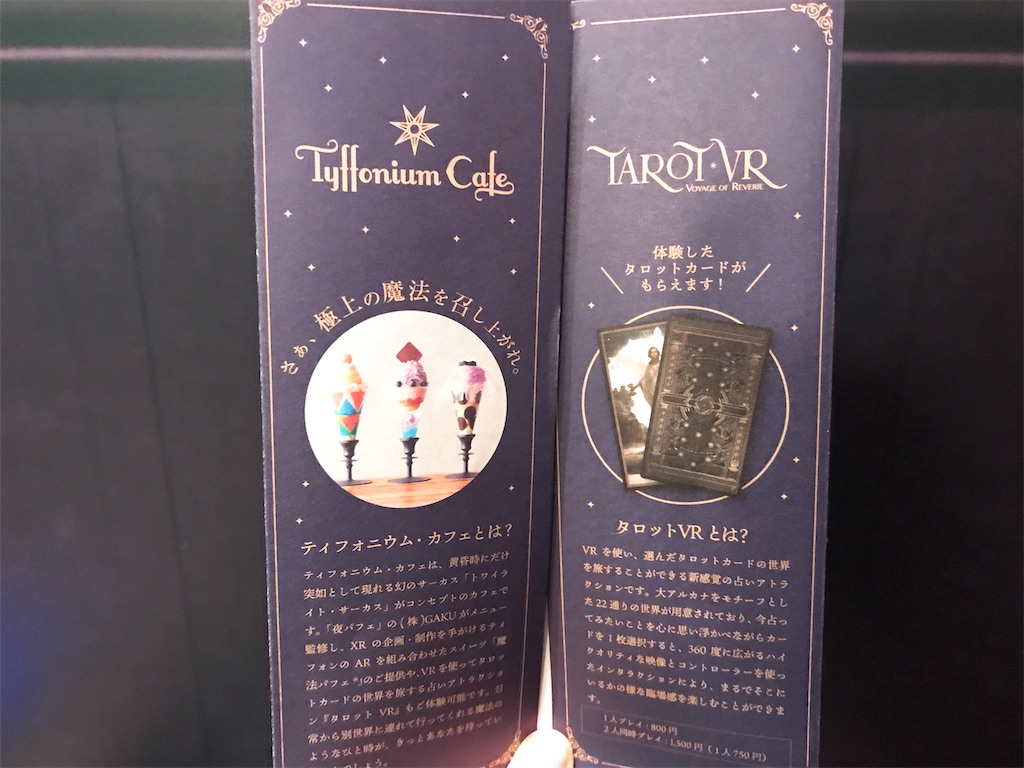 Tyffonium Cafe
さぁ、極上の魔法を召し上がれ。
ティフォニウム・カフェとは?
ティフォニウム・カフェは、黄昏時にだけ
突如として現れる幻のサーカス「トワイラ
イト・サーカス」がコンセプトのカフェで
す。「夜パフェ」の(株)GAKUがメニュー
監修し、XRの企画・制作を手がけるティ
フォンのARを組み合わせたスイーツ「魔
法パフェ®」のご提供や、VRを使ってタロッ
トカードの世界を旅する占いアトラクショ
ン『タロットVR』もご体験可能です。日
常から別世界に連れて行ってくれる魔法の
ようなひと時が、きっとあなたを待ってい
でしょう。
TAROT・VR
VOYAGE OF REVERIE
体験した
タロットカードが
もらえます!
タロットVRとは?
VRを使い、選んだタロットカードの世界
を旅することができる新感覚の占いアトラ
クションです。大アルカナをモチーフとし
た22通りの世界が用意されており、今占っ
てみたいことを心に思い浮かべながらカー
ドを1枚選択すると、360度に広がるハイ
クオリティな映像とコントローラーを使っ
たインタラクションにより、まるでそこに
いるかの様な臨場感を楽しむことができま
す。
1人プレイ:800円
2人同時プレイ:1,500円(1人750円)